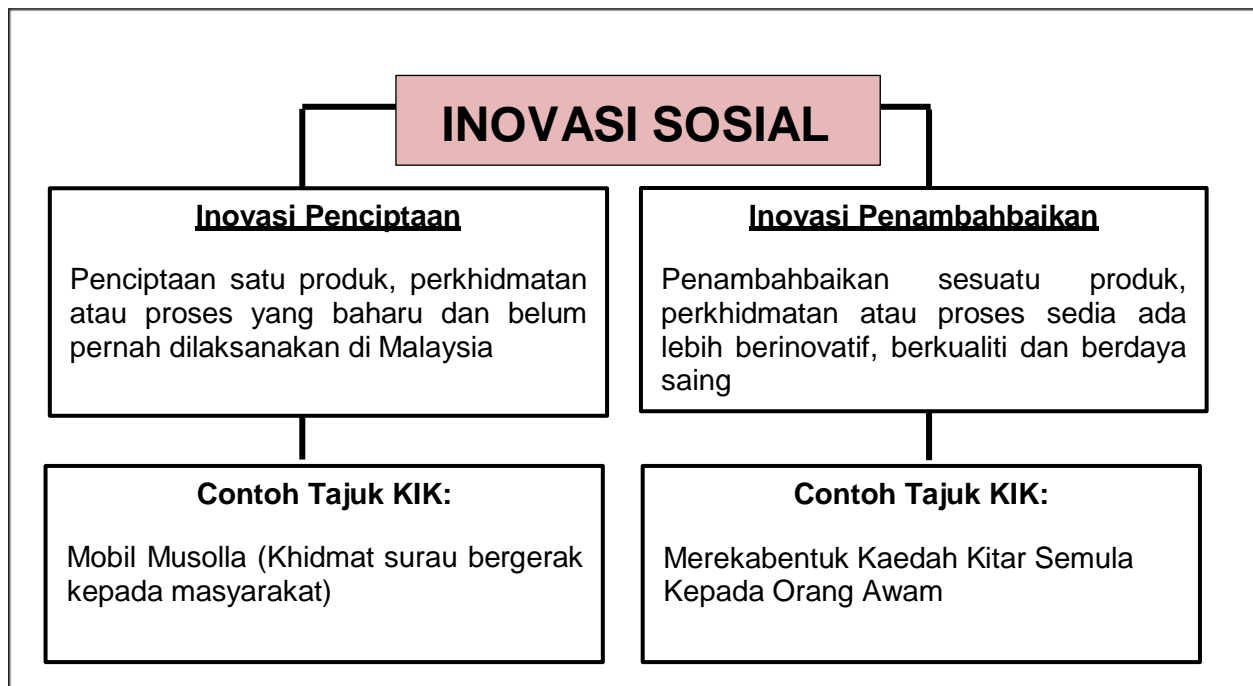 INOVASI SOSIAL
Inovasi Penciptaan
Penciptaan satu produk, perkhidmatan
atau proses yang baharu dan belum
pernah dilaksanakan di Malaysia
Inovasi Penambahbaikan
Penambahbaikan sesuatu produk,
perkhidmatan atau proses sedia ada
lebih berinovatif, berkualiti dan berdaya
saing
Contoh Tajuk KIK:
Mobil Musolla (Khidmat surau bergerak
kepada masyarakat)
Contoh Tajuk KIK:
Merekabentuk Kaedah Kitar Semula
Kepada Orang Awam